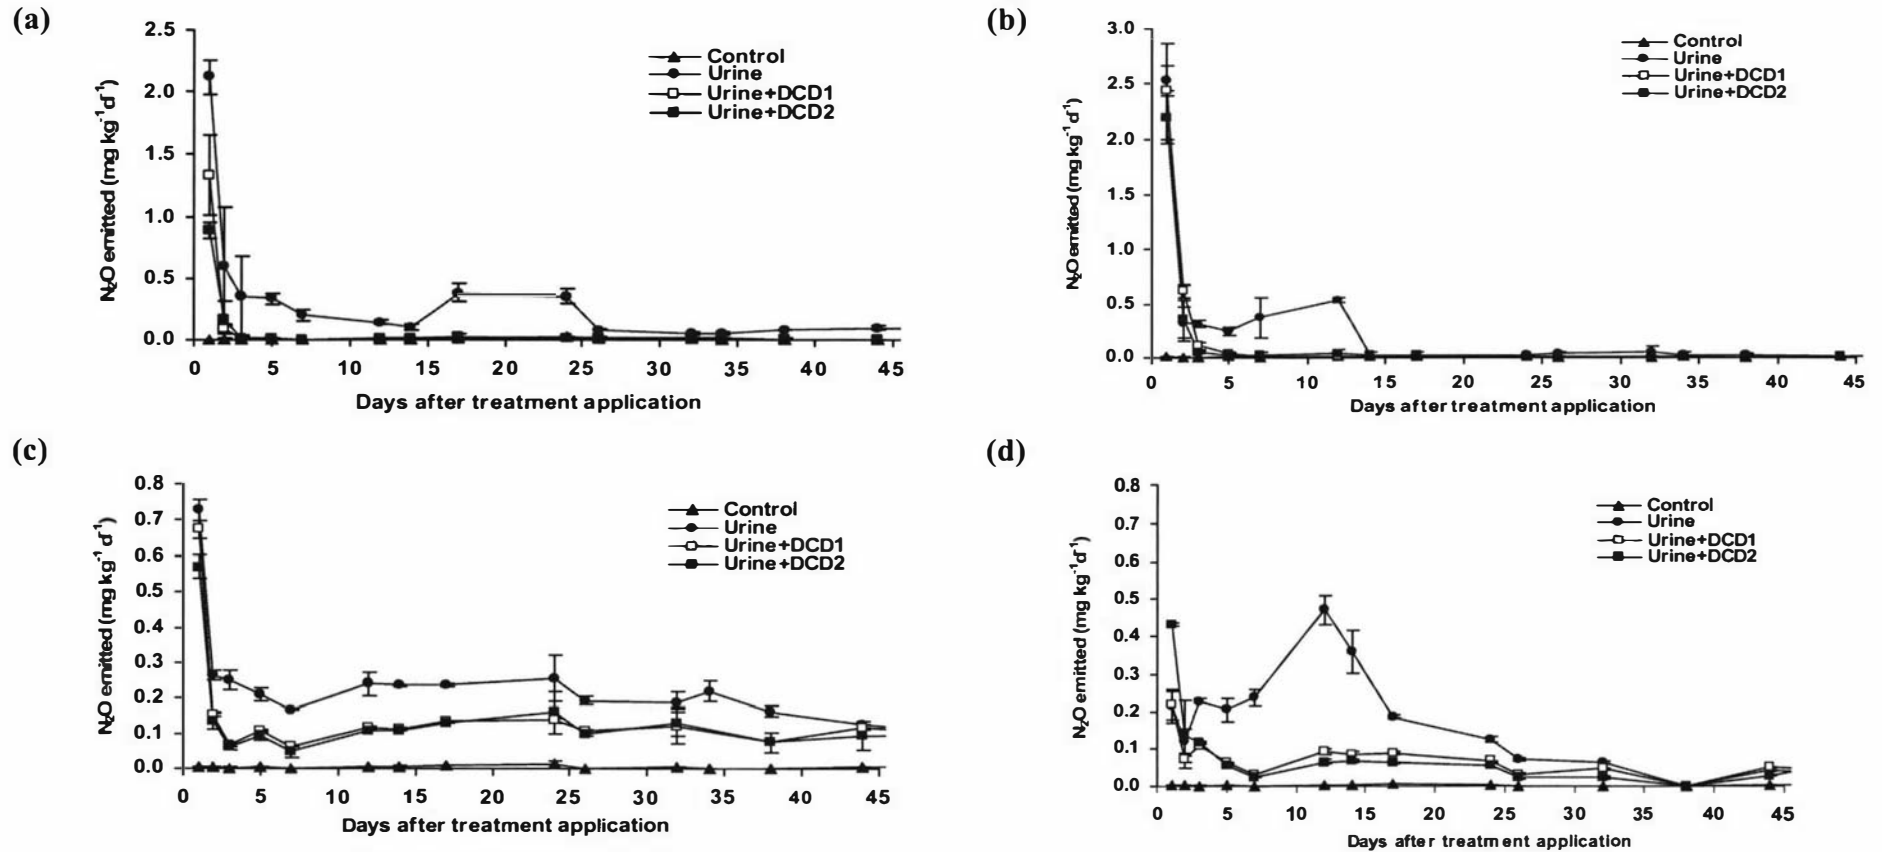 (a)
2.5
2.0
1.5
1.0
0.5
0.0
N₂O emitted (mg kg⁻¹d⁻¹)
Control
Urine
Urine+DCD1
Urine+DCD2
0 5 10 15 20 25 30 35 40 45
Days after treatment application
(b)
3.0
2.5
2.0
1.5
1.0
0.5
0.0
N₂O emitted (mg kg⁻¹d⁻¹)
Control
Urine
Urine+DCD1
Urine+DCD2
0 5 10 15 20 25 30 35 40 45
Days after treatment application
(c)
0.8
0.7
0.6
0.5
0.4
0.3
0.2
0.1
0.0
N₂O emitted (mg kg⁻¹d⁻¹)
Control
Urine
Urine+DCD1
Urine+DCD2
0 5 10 15 20 25 30 35 40 45
Days after treatment application
(d)
0.8
0.7
0.6
0.5
0.4
0.3
0.2
0.1
0.0
N₂O emitted (mg kg⁻¹d⁻¹)
Control
Urine
Urine+DCD1
Urine+DCD2
0 5 10 15 20 25 30 35 40 45
Days after treatment application